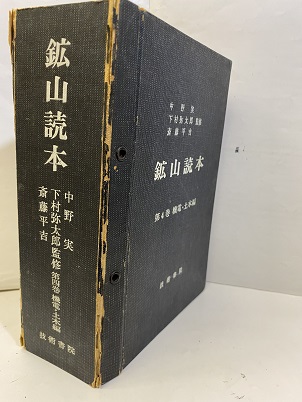 鉱山読本
中野実
下村弥太郎監修
斎藤平吉
第四巻 機電・土木編
技術書院
中野実
下村弥太郎 監修
斎藤平吉
鉱山読本
第4巻 機電・土木編
技術書院